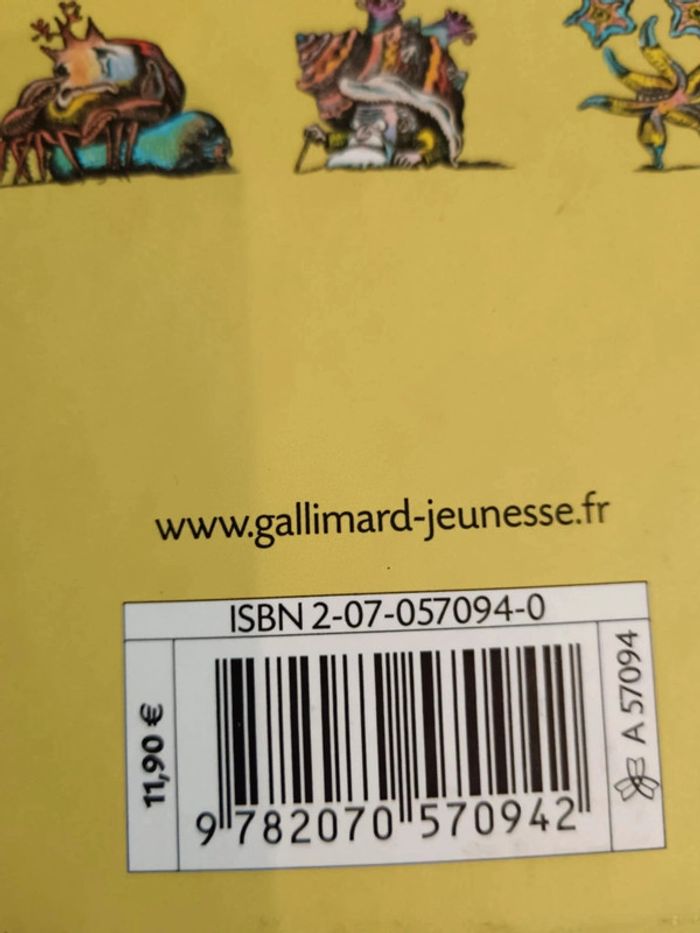 www.gallimard-jeunesse.fr
ISBN 2-07-057094-0
11,90 €
A 57094
9 782070 570942